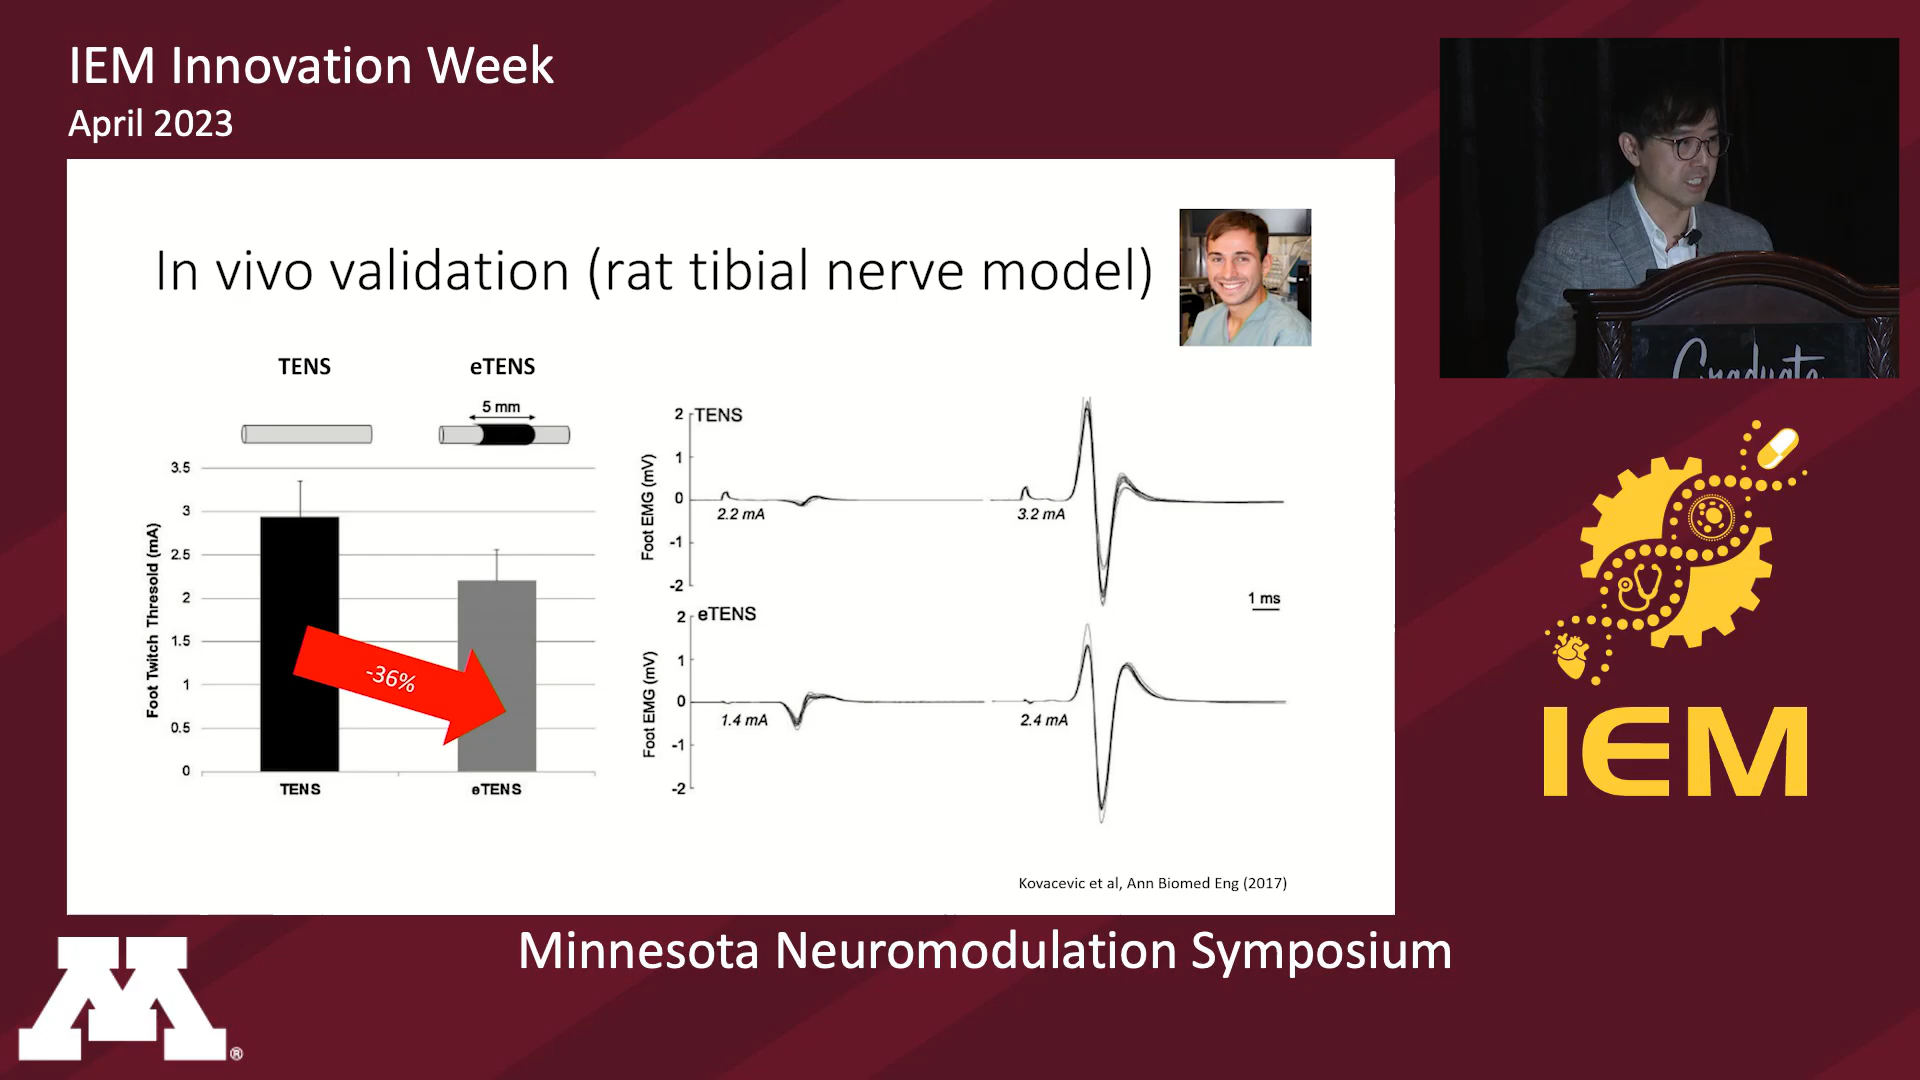 IEM Innovation Week
April 2023
In vivo validation (rat tibial nerve model)
TENS
eTENS
5 mm
3.5
3
2.5
2
1.5
1
0.5
0
Foot Twitch Thresold (mA)
-36%
TENS
eTENS
2
TENS
1
0
-1
-2
Foot EMG (mV)
2.2 mA
3.2 mA
1 ms
2
eTENS
1
0
-1
-2
Foot EMG (mV)
1.4 mA
2.4 mA
Kovacevic et al, Ann Biomed Eng (2017)
Graduate
IEM
Minnesota Neuromodulation Symposium
M
®